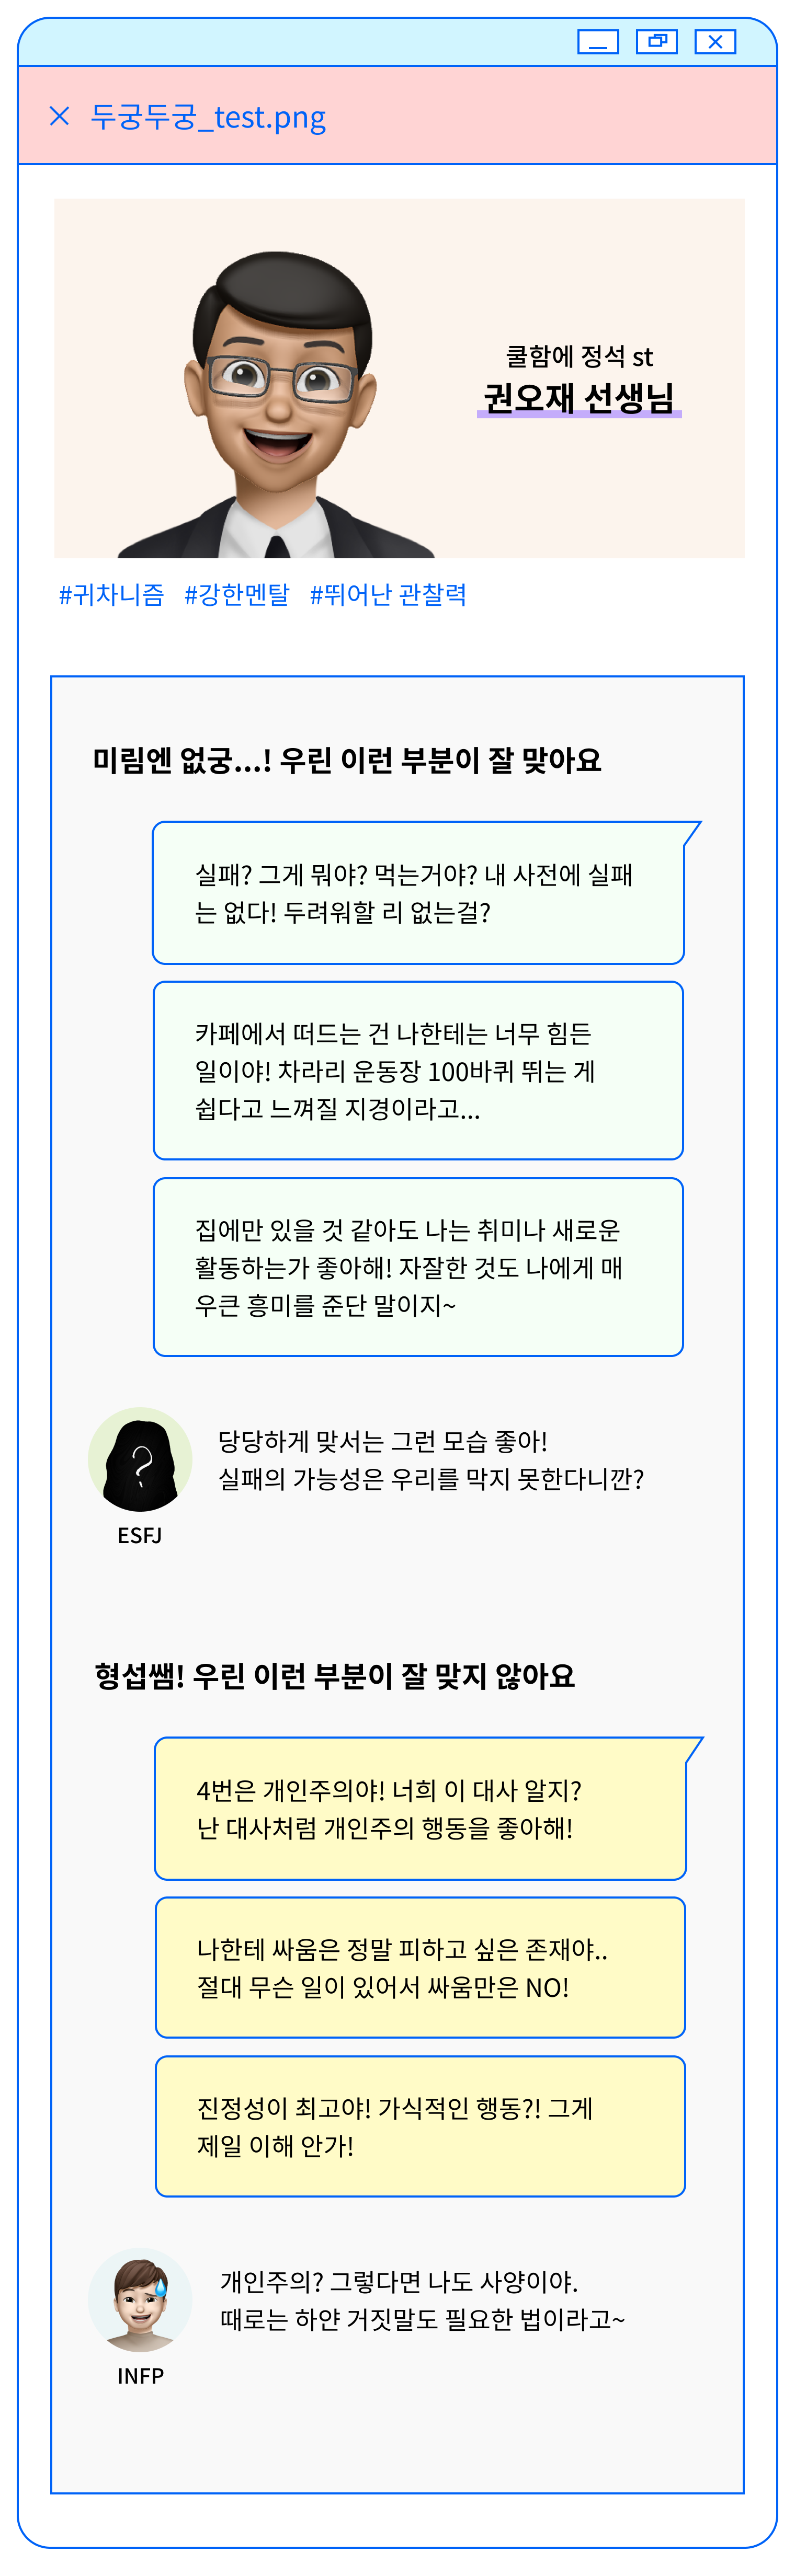 두궁두궁_test.png
쿨함에 정석 st
권오재 선생님
#귀차니즘 #강한멘탈 #뛰어난 관찰력
미림엔 없궁...! 우린 이런 부분이 잘 맞아요
실패? 그게 뭐야? 먹는거야? 내 사전에 실패
는 없다! 두려워할 리 없는걸?
카페에서 떠드는 건 나한테는 너무 힘든
일이야! 차라리 운동장 100바퀴 뛰는 게
쉽다고 느껴질 지경이라고...
집에만 있을 것 같아도 나는 취미나 새로운
활동하는가 좋아해! 자잘한 것도 나에게 매
우큰 흥미를 준단 말이지~
?
당당하게 맞서는 그런 모습 좋아!
실패의 가능성은 우리를 막지 못한다니깐?
ESFJ
형섭쌤! 우린 이런 부분이 잘 맞지 않아요
4번은 개인주의야! 너희 이 대사 알지?
난 대사처럼 개인주의 행동을 좋아해!
나한테 싸움은 정말 피하고 싶은 존재야..
절대 무슨 일이 있어서 싸움만은 NO!
진정성이 최고야! 가식적인 행동?! 그게
제일 이해 안가!
개인주의? 그렇다면 나도 사양이야.
때로는 하얀 거짓말도 필요한 법이라고~
INFP